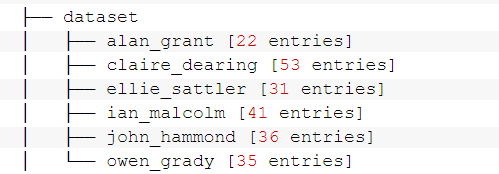 ├── dataset
│   ├── alan_grant [22 entries]
│   ├── claire_dearing [53 entries]
│   ├── ellie_sattler [31 entries]
│   ├── ian_malcolm [41 entries]
│   ├── john_hammond [36 entries]
│   └── owen_grady [35 entries]